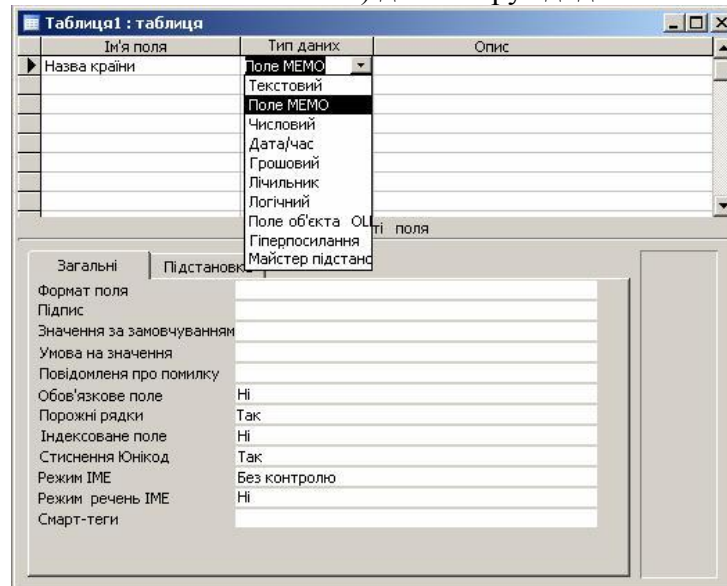 Таблиця1 : таблиця
Ім'я поля Тип даних Опис
Назва країни Поле МЕМО
Текстовий
Поле МЕМО
Числовий
Дата/час
Грошовий
Лічильник
Логічний
Поле об'єкта OLE
Гіперпосилання
Майстер підстано
ті поля
Загальні Підстановка
Формат поля
Підпис
Значення за замовчуванням
Умова на значення
Повідомленя про помилку
Обов'язкове поле Ні
Порожні рядки Так
Індексоване поле Ні
Стиснення Юнікод Так
Режим IME Без контролю
Режим речень IME Ні
Смарт-теги